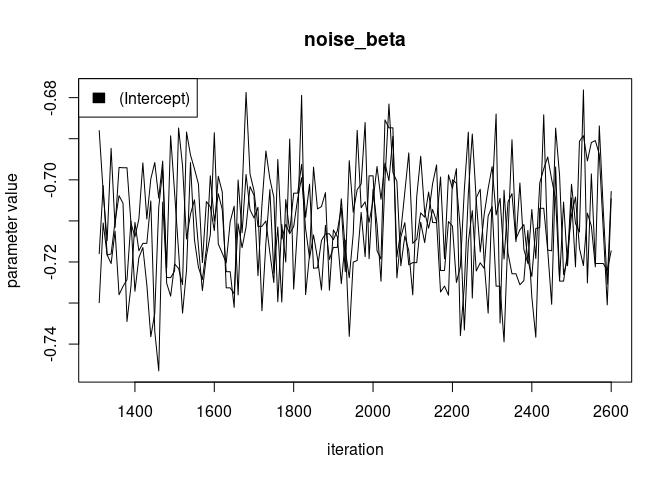 noise_beta
(Intercept)
parameter value
-0.68
-0.70
-0.72
-0.74
1400 1600 1800 2000 2200 2400 2600
iteration